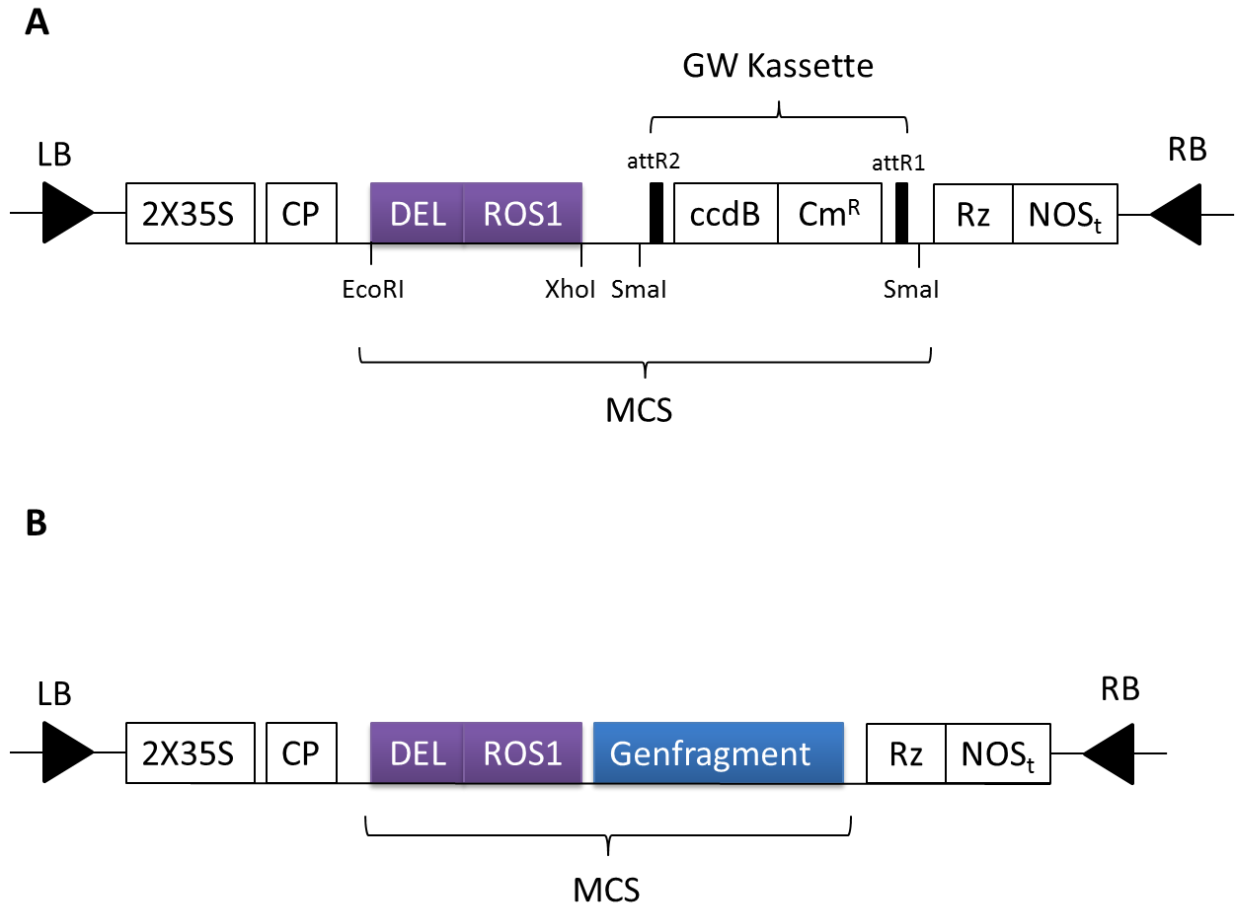 A
GW Kassette
LB
attR2
attR1
RB
2X35S
CP
DEL
ROS1
ccdB
Cmᴿ
Rz
NOSₜ
EcoRI
XhoI
SmaI
SmaI
MCS
B
LB
RB
2X35S
CP
DEL
ROS1
Genfragment
Rz
NOSₜ
MCS